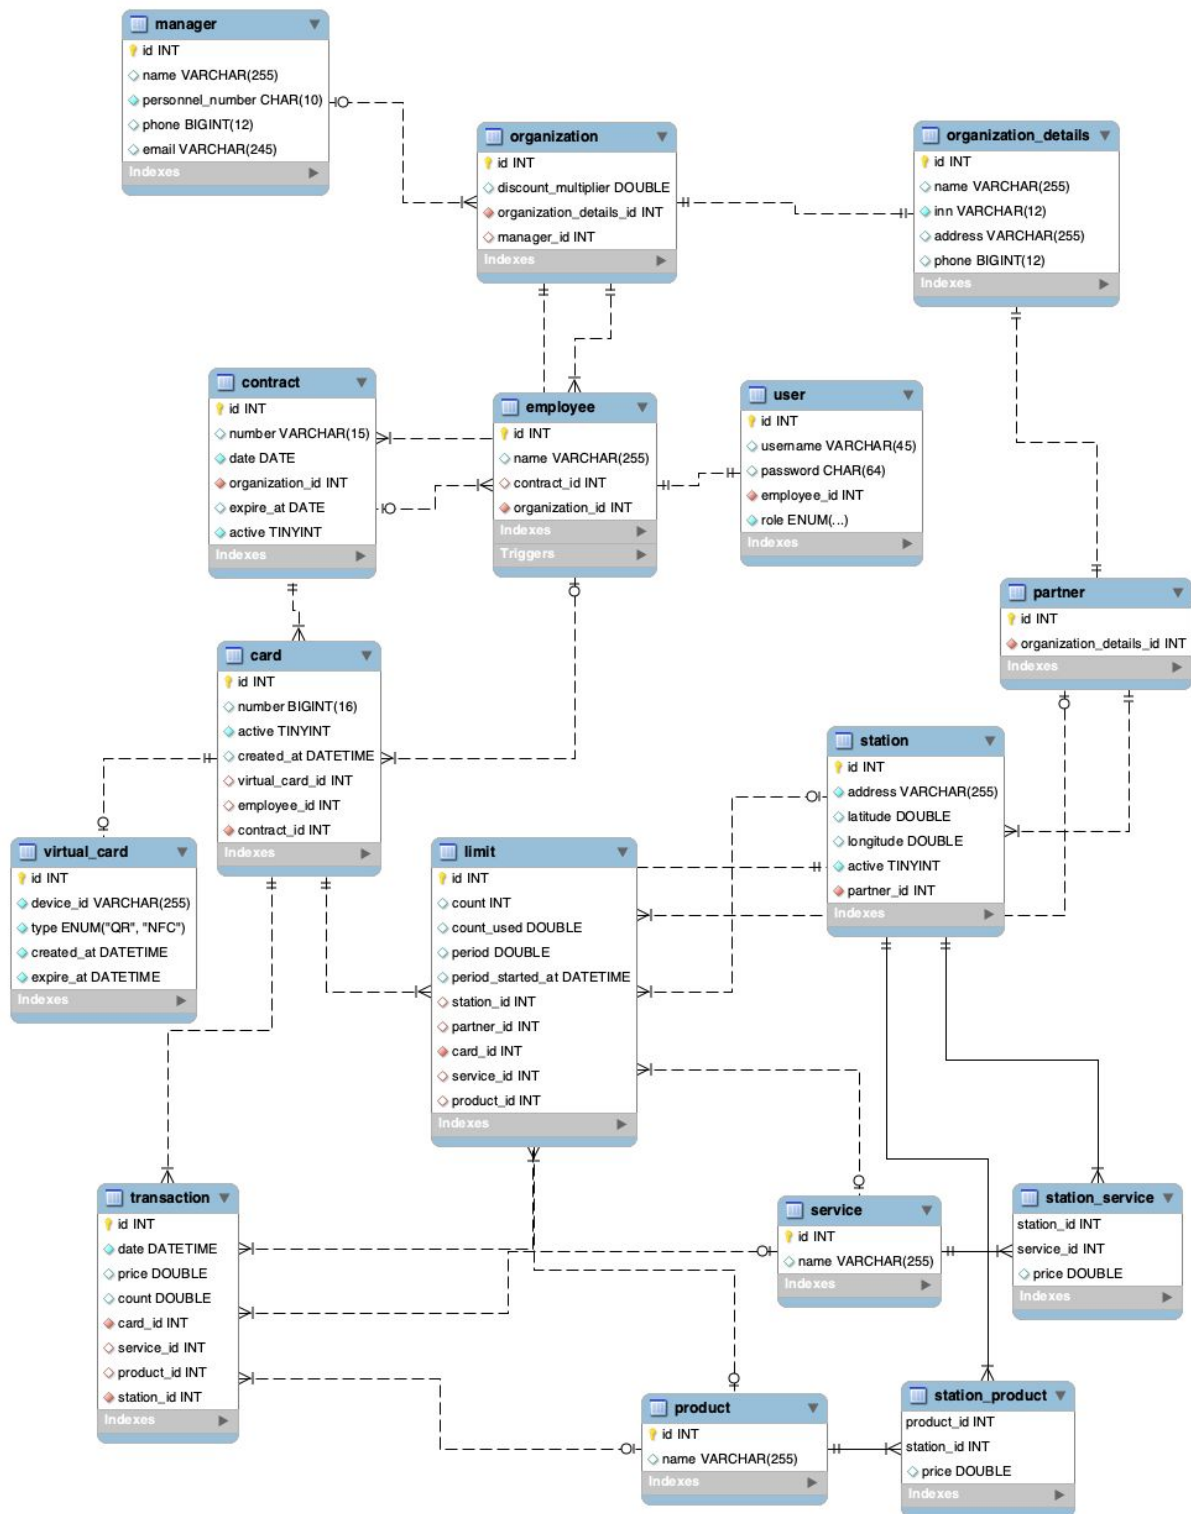 manager
id INT
name VARCHAR(255)
personnel_number CHAR(10)
phone BIGINT(12)
email VARCHAR(245)
Indexes
organization
id INT
discount_multiplier DOUBLE
organization_details_id INT
manager_id INT
Indexes
organization_details
id INT
name VARCHAR(255)
inn VARCHAR(12)
address VARCHAR(255)
phone BIGINT(12)
Indexes
contract
id INT
number VARCHAR(15)
date DATE
organization_id INT
expire_at DATE
active TINYINT
Indexes
employee
id INT
name VARCHAR(255)
contract_id INT
organization_id INT
Indexes
Triggers
user
id INT
username VARCHAR(45)
password CHAR(64)
employee_id INT
role ENUM(...)
Indexes
partner
id INT
organization_details_id INT
Indexes
card
id INT
number BIGINT(16)
active TINYINT
created_at DATETIME
virtual_card_id INT
employee_id INT
contract_id INT
Indexes
station
id INT
address VARCHAR(255)
latitude DOUBLE
longitude DOUBLE
active TINYINT
partner_id INT
Indexes
virtual_card
id INT
device_id VARCHAR(255)
type ENUM("QR", "NFC")
created_at DATETIME
expire_at DATETIME
Indexes
limit
id INT
count INT
count_used DOUBLE
period DOUBLE
period_started_at DATETIME
station_id INT
partner_id INT
card_id INT
service_id INT
product_id INT
Indexes
transaction
id INT
date DATETIME
price DOUBLE
count DOUBLE
card_id INT
service_id INT
product_id INT
station_id INT
Indexes
service
id INT
name VARCHAR(255)
Indexes
station_service
station_id INT
service_id INT
price DOUBLE
Indexes
product
id INT
name VARCHAR(255)
Indexes
station_product
product_id INT
station_id INT
price DOUBLE
Indexes